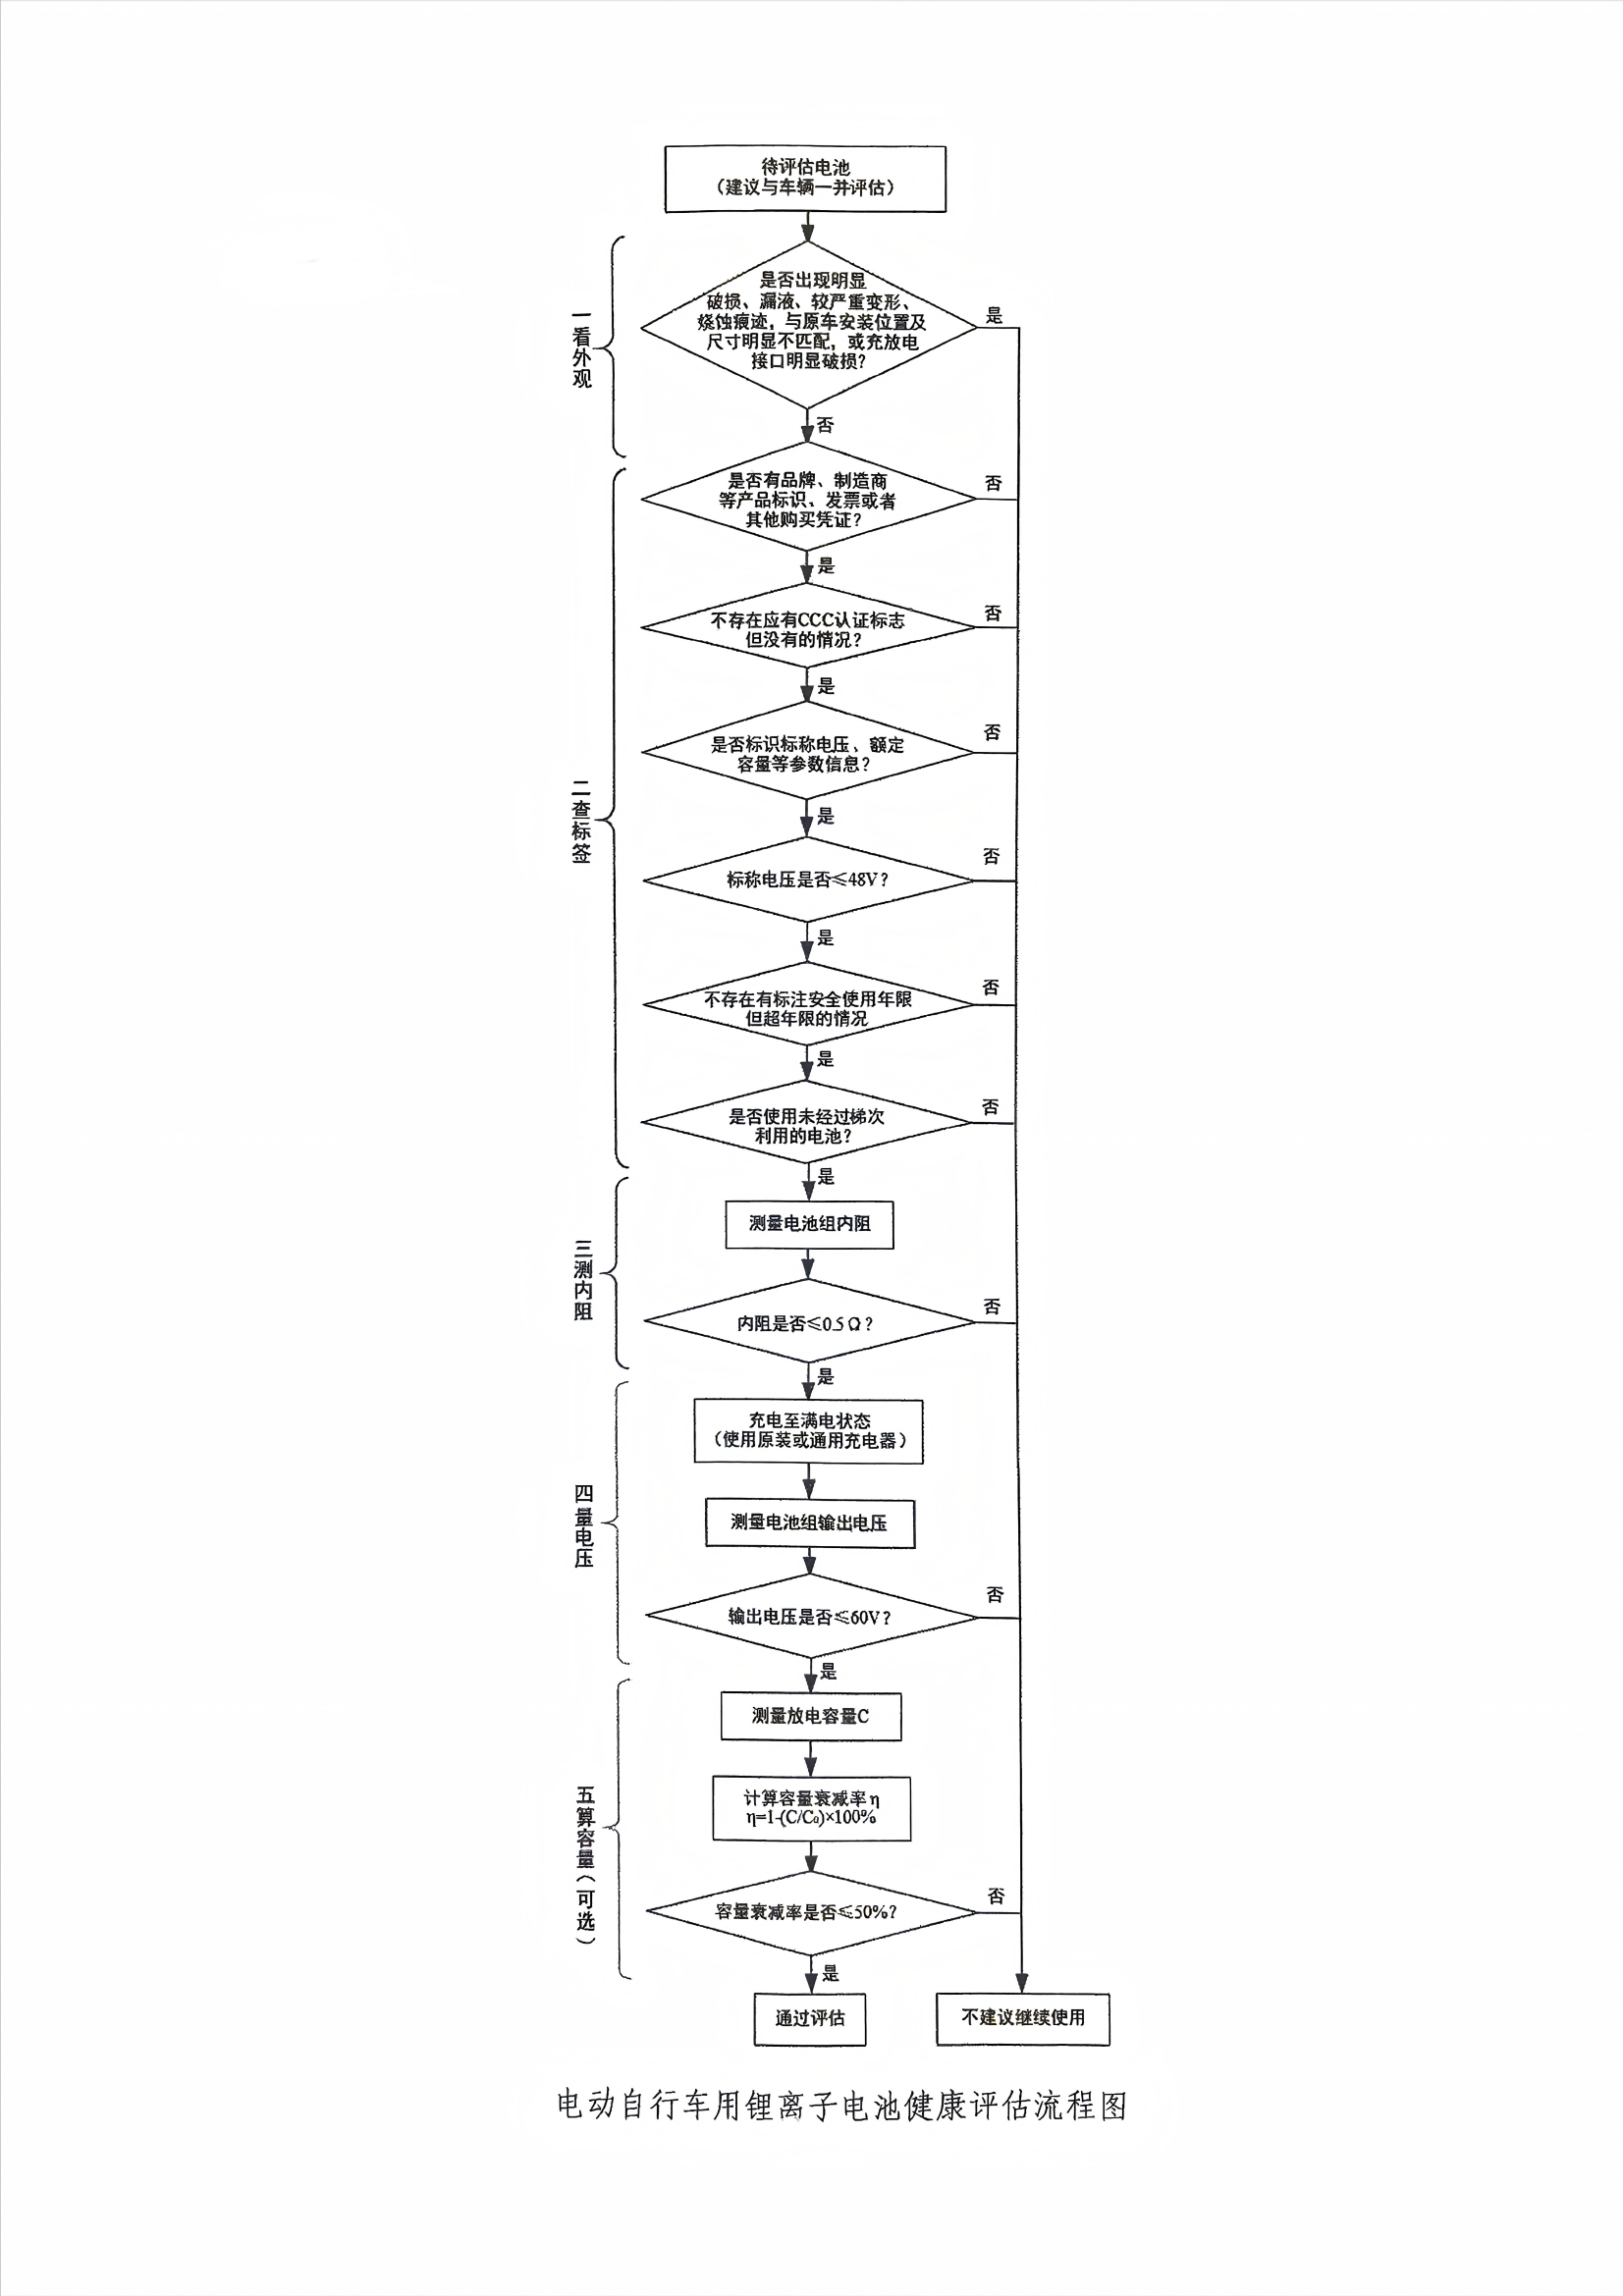 待评估电池
（建议与车辆一并评估）
一看外观
是否出现明显
破损、漏液、较严重变形、
烧蚀痕迹，与原车安装位置及
尺寸明显不匹配，或充放电
接口明显破损？
是
否
二查标签
是否有品牌、制造商
等产品标识、发票或者
其他购买凭证？
否
是
不存在应有CCC认证标志
但没有的情况？
否
是
是否标识标称电压、额定
容量等参数信息？
否
是
标称电压是否≤48V？
否
是
不存在有标注安全使用年限
但超年限的情况
否
是
是否使用未经过梯次
利用的电池？
否
是
三测内阻
测量电池组内阻
内阻是否≤0.5Ω？
否
是
四量电压
充电至满电状态
（使用原装或通用充电器）
测量电池组输出电压
输出电压是否≤60V？
否
是
五算容量（可选）
测量放电容量C
计算容量衰减率η
η=1-(C/C₀)×100%
容量衰减率是否≤50%？
否
是
通过评估
不建议继续使用
电动自行车用锂离子电池健康评估流程图